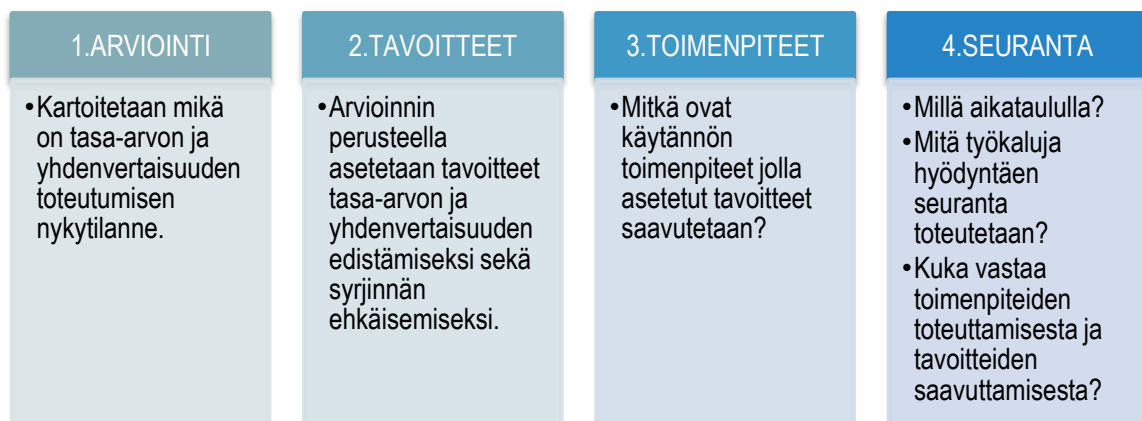 1.ARVIOINTI
•Kartoitetaan mikä
on tasa-arvon ja
yhdenvertaisuuden
toteutumisen
nykytilanne.
2.TAVOITTEET
•Arvioinnin
perusteella
asetetaan tavoitteet
tasa-arvon ja
yhdenvertaisuuden
edistämiseksi sekä
syrjinnän
ehkäisemiseksi.
3.TOIMENPITEET
•Mitkä ovat
käytännön
toimenpiteet jolla
asetetut tavoitteet
saavutetaan?
4.SEURANTA
•Millä aikataululla?
•Mitä työkaluja
hyödyntäen
seuranta
toteutetaan?
•Kuka vastaa
toimenpiteiden
toteuttamisesta ja
tavoitteiden
saavuttamisesta?